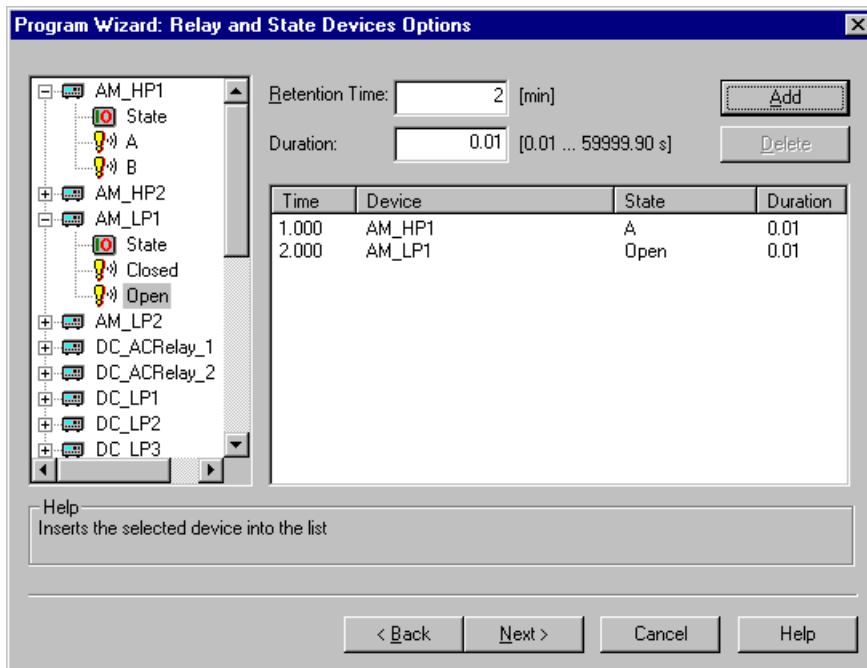 Program Wizard: Relay and State Devices Options
AM_HP1
State
A
B
AM_HP2
AM_LP1
State
Closed
Open
AM_LP2
DC_ACRelay_1
DC_ACRelay_2
DC_LP1
DC_LP2
DC_LP3
Retention Time: 2 [min]
Duration: 0.01 [0.01 ... 59999.90 s]
Add
Delete
Time Device State Duration
1.000 AM_HP1 A 0.01
2.000 AM_LP1 Open 0.01
Help
Inserts the selected device into the list
< Back Next > Cancel Help